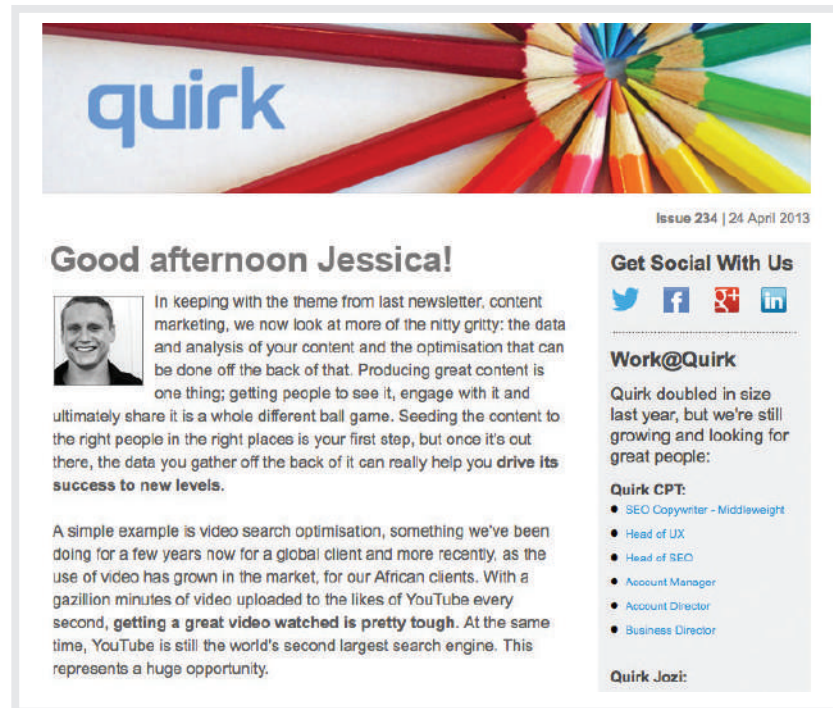 quirk
Issue 234 | 24 April 2013
Good afternoon Jessica!
In keeping with the theme from last newsletter, content
marketing, we now look at more of the nitty gritty: the data
and analysis of your content and the optimisation that can
be done off the back of that. Producing great content is
one thing; getting people to see it, engage with it and
ultimately share it is a whole different ball game. Seeding the content to
the right people in the right places is your first step, but once it's out
there, the data you gather off the back of it can really help you drive its
success to new levels.
A simple example is video search optimisation, something we've been
doing for a few years now for a global client and more recently, as the
use of video has grown in the market, for our African clients. With a
gazillion minutes of video uploaded to the likes of YouTube every
second, getting a great video watched is pretty tough. At the same
time, YouTube is still the world's second largest search engine. This
represents a huge opportunity.
Get Social With Us
Work@Quirk
Quirk doubled in size
last year, but we're still
growing and looking for
great people:
Quirk CPT:
SEO Copywriter - Middleweight
Head of UX
Head of SEO
Account Manager
Account Director
Business Director
Quirk Jozi: